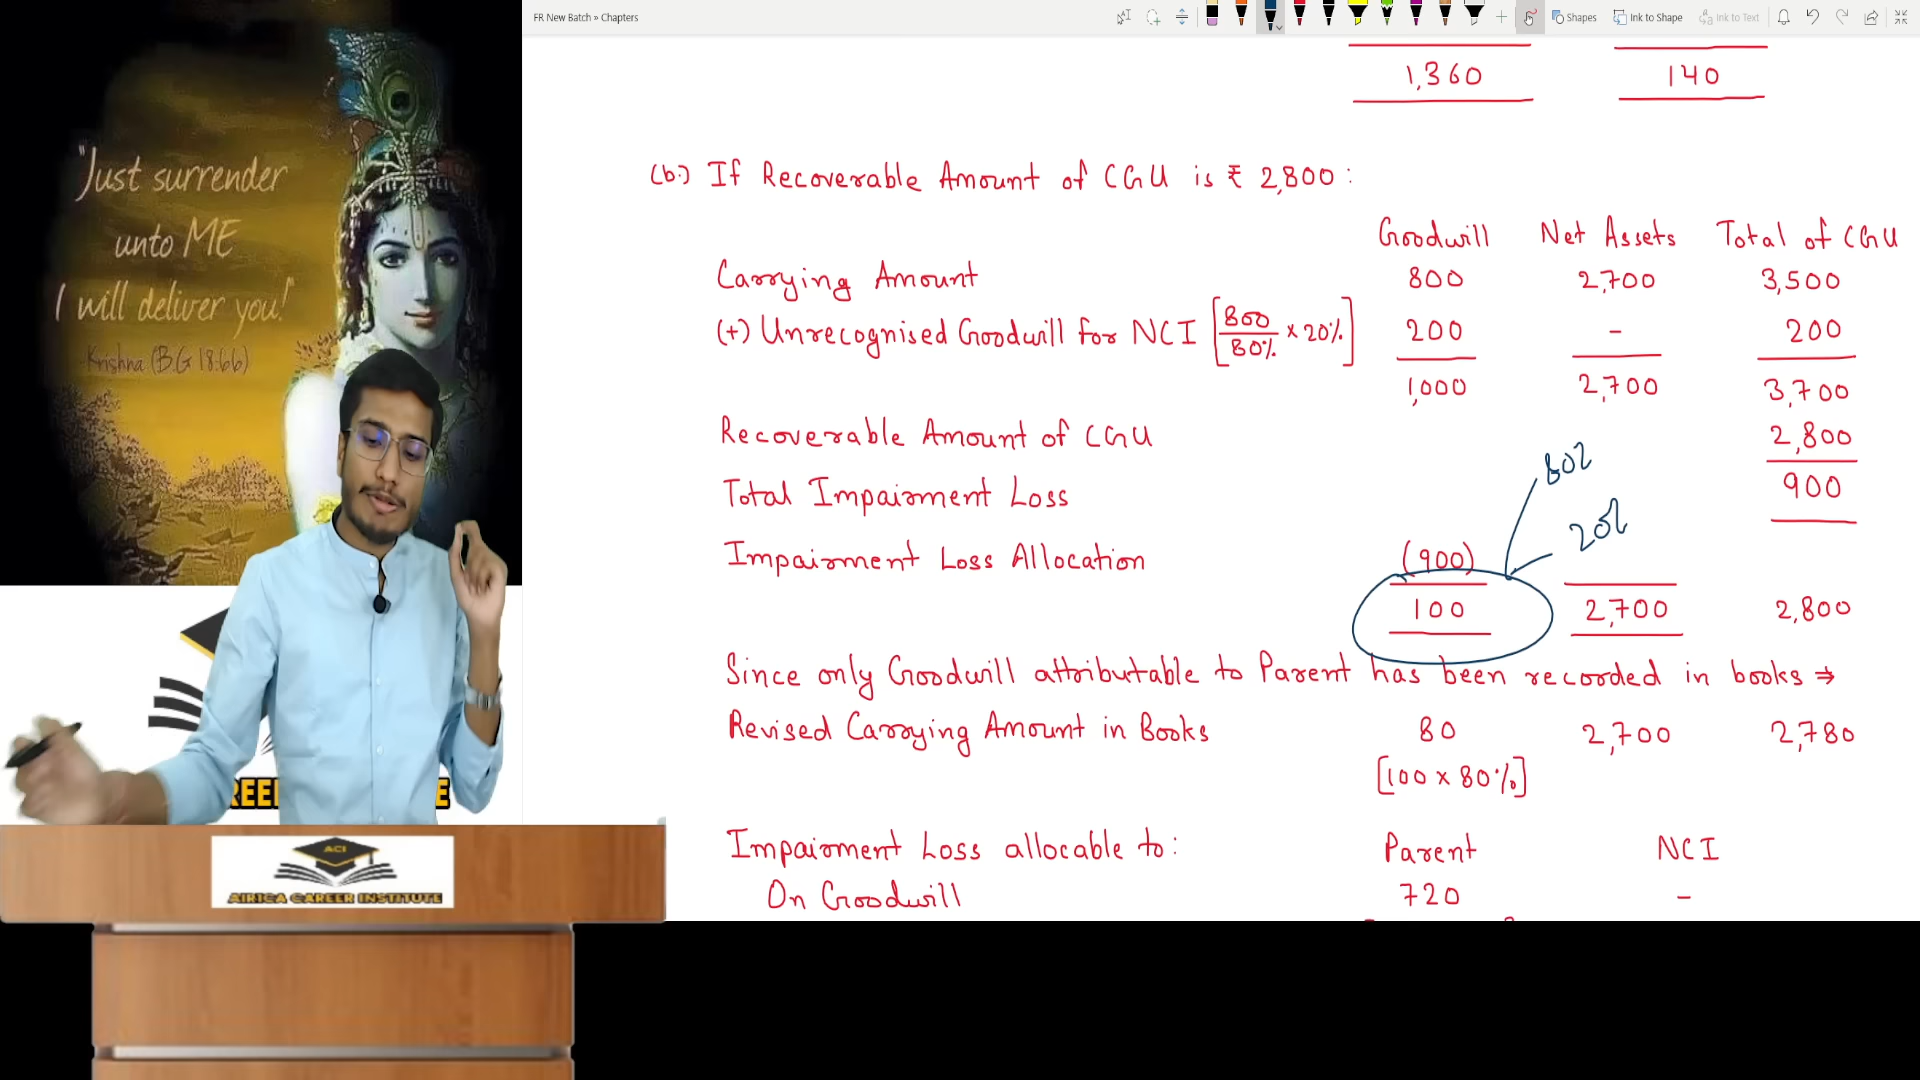 FR New Batch » Chapters
Shapes
Ink to Shape
Ink to Text
"Just surrender
unto ME
I will deliver you!"
-Krishna (B.G 18.66)
1,360 140
(b.) If Recoverable Amount of CGU is ₹ 2,800 :
Goodwill Net Assets Total of CGU
Carrying Amount 800 2,700 3,500
(+) Unrecognised Goodwill for NCI [800/80% × 20%] 200 - 200
1,000 2,700 3,700
Recoverable Amount of CGU 2,800
80%
Total Impairment Loss 900
20%
Impairment Loss Allocation (900)
100 2,700 2,800
Since only Goodwill attributable to Parent has been recorded in books ⇒
Revised Carrying Amount in Books 80 2,700 2,780
[100 × 80%]
Impairment Loss allocable to : Parent NCI
On Goodwill 720 -
ACI
AIRICA CAREER INSTITUTE